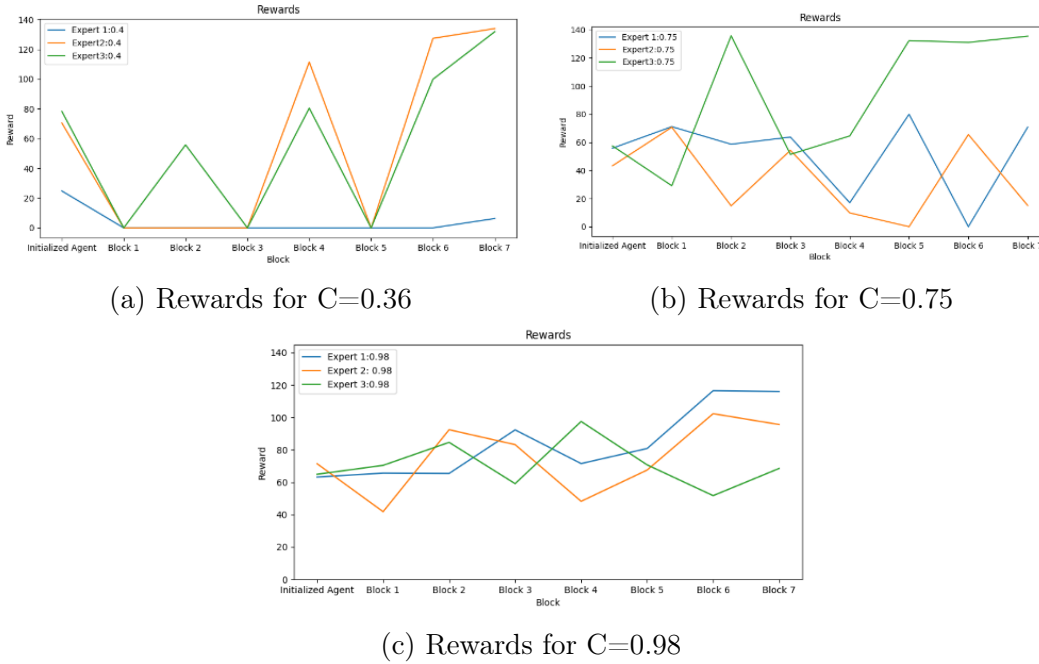 Rewards
140
120
100
80
60
40
20
0
Reward
Expert 1:0.4
Expert2:0.4
Expert3:0.4
Initialized Agent Block 1 Block 2 Block 3 Block 4 Block 5 Block 6 Block 7
Block
(a) Rewards for C=0.36
Rewards
140
120
100
80
60
40
20
0
Reward
Expert 1:0.75
Expert2:0.75
Expert3:0.75
Initialized Agent Block 1 Block 2 Block 3 Block 4 Block 5 Block 6 Block 7
Block
(b) Rewards for C=0.75
Rewards
140
120
100
80
60
40
20
0
Reward
Expert 1:0.98
Expert 2: 0.98
Expert 3:0.98
Initialized Agent Block 1 Block 2 Block 3 Block 4 Block 5 Block 6 Block 7
Block
(c) Rewards for C=0.98